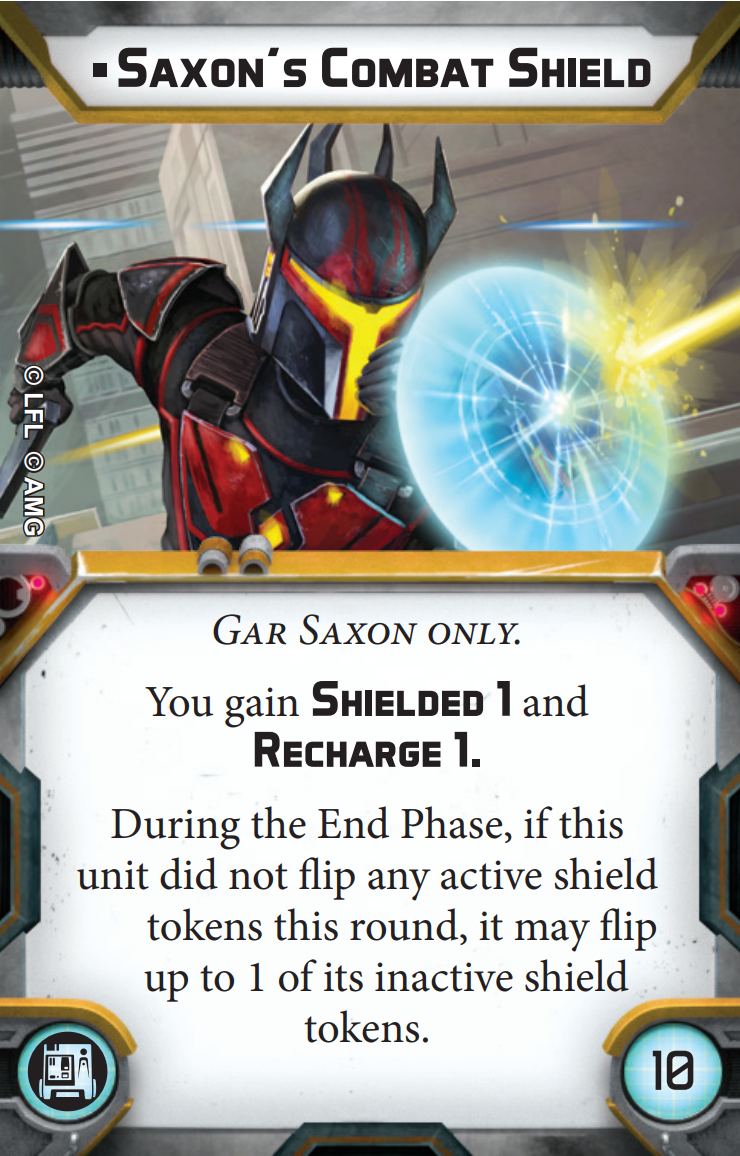 ▪ Saxon´s Combat Shield
© LFL © AMG
Gar Saxon only.
You gain Shielded 1 and
Recharge 1.
During the End Phase, if this
unit did not flip any active shield
tokens this round, it may flip
up to 1 of its inactive shield
tokens.
10